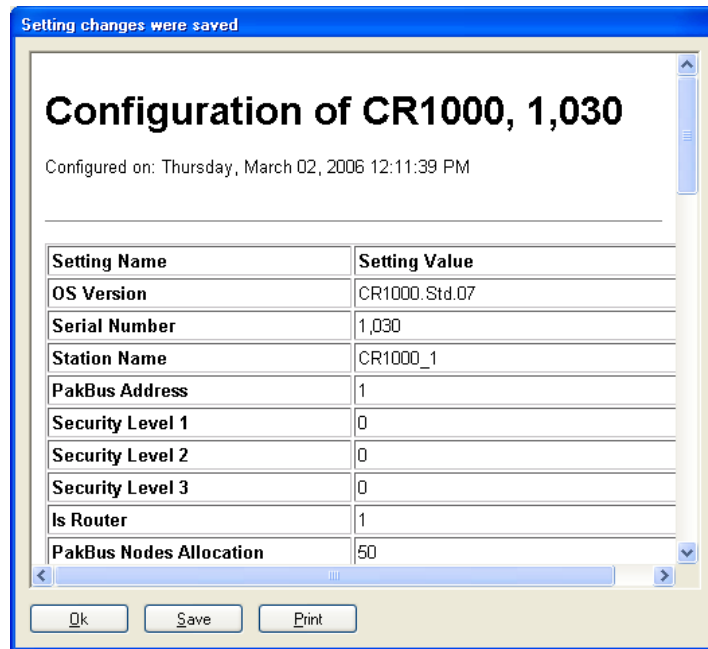 Setting changes were saved
Configuration of CR1000, 1,030
Configured on: Thursday, March 02, 2006 12:11:39 PM
Setting Name Setting Value
OS Version CR1000.Std.07
Serial Number 1,030
Station Name CR1000_1
PakBus Address 1
Security Level 1 0
Security Level 2 0
Security Level 3 0
Is Router 1
PakBus Nodes Allocation 50
Ok Save Print